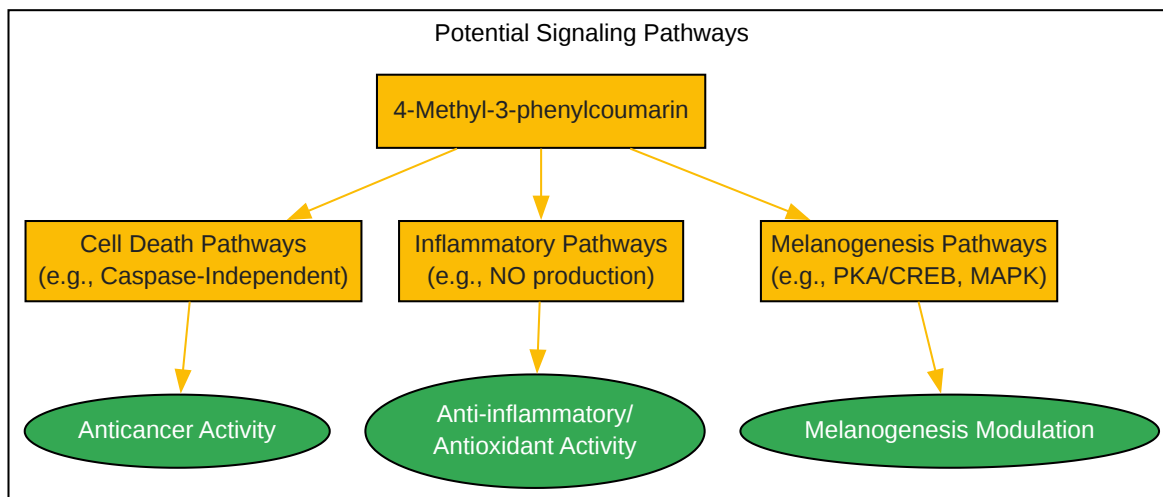 Potential Signaling Pathways
4-Methyl-3-phenylcoumarin
Cell Death Pathways
(e.g., Caspase-Independent)
Inflammatory Pathways
(e.g., NO production)
Melanogenesis Pathways
(e.g., PKA/CREB, MAPK)
Anticancer Activity
Anti-inflammatory/
Antioxidant Activity
Melanogenesis Modulation